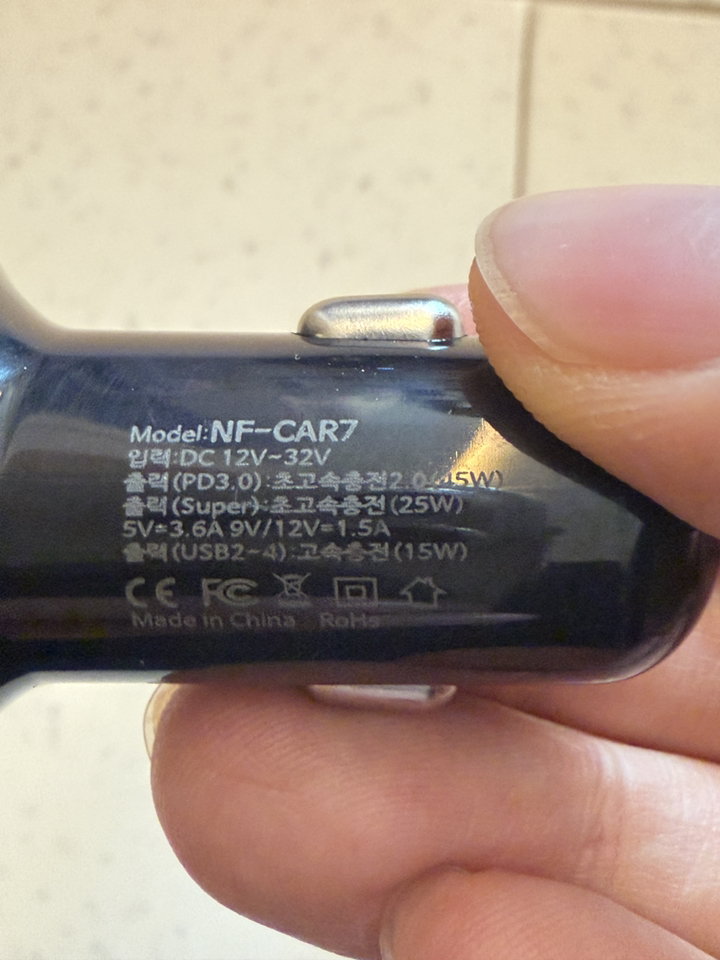 Model:NF-CAR7
입력:DC 12V~32V
출력(PD3.0):초고속충전2.0(45W)
출력(Super):초고속충전(25W)
5V=3.6A 9V/12V=1.5A
출력(USB2~4):고속충전(15W)
CE FC
Made in China RoHs